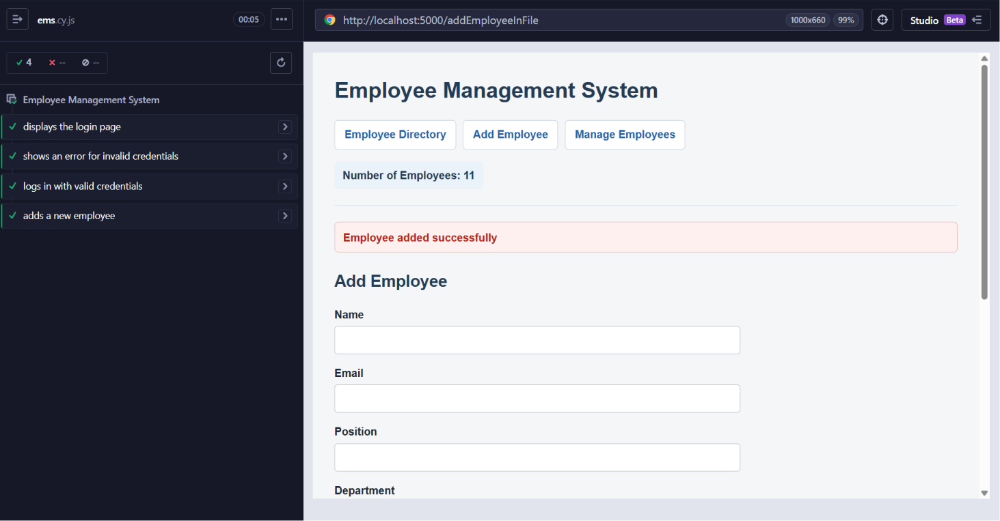 ems.cy.js
00:05
http://localhost:5000/addEmployeeInFile
1000x660
99%
Studio Beta
4 -- --
Employee Management System
displays the login page
shows an error for invalid credentials
logs in with valid credentials
adds a new employee
Employee Management System
Employee Directory
Add Employee
Manage Employees
Number of Employees: 11
Employee added successfully
Add Employee
Name
Email
Position
Department